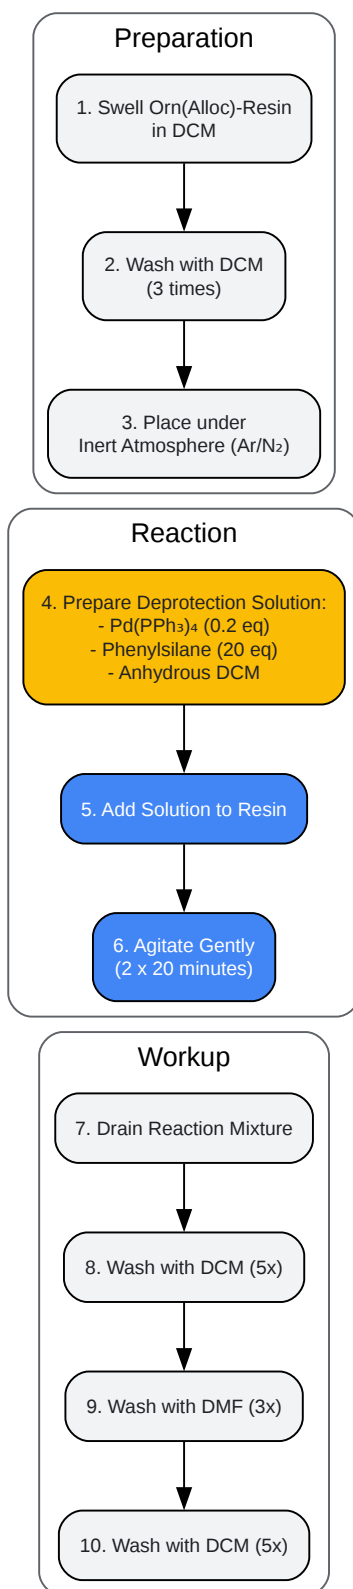 Preparation
1. Swell Orn(Alloc)-Resin
in DCM
2. Wash with DCM
(3 times)
3. Place under
Inert Atmosphere (Ar/N₂)
Reaction
4. Prepare Deprotection Solution:
- Pd(PPh₃)₄ (0.2 eq)
- Phenylsilane (20 eq)
- Anhydrous DCM
5. Add Solution to Resin
6. Agitate Gently
(2 x 20 minutes)
Workup
7. Drain Reaction Mixture
8. Wash with DCM (5x)
9. Wash with DMF (3x)
10. Wash with DCM (5x)